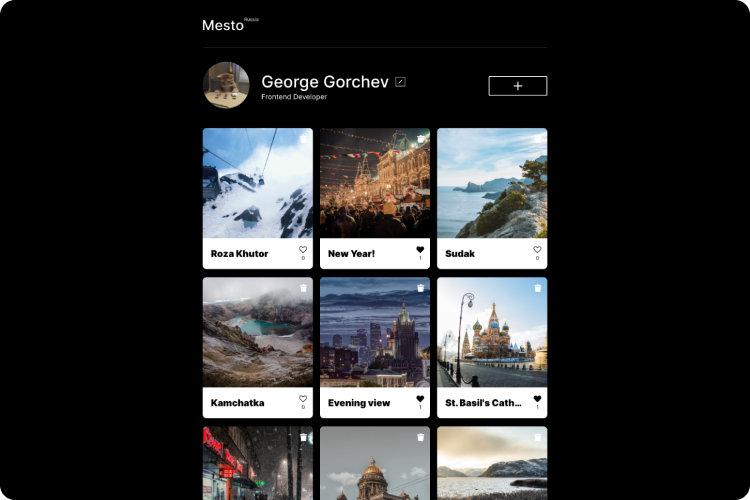 Mesto Russia
George Gorchev
Frontend Developer
Roza Khutor
0
New Year!
1
Sudak
0
Kamchatka
0
Evening view
1
St. Basil's Cath...
1